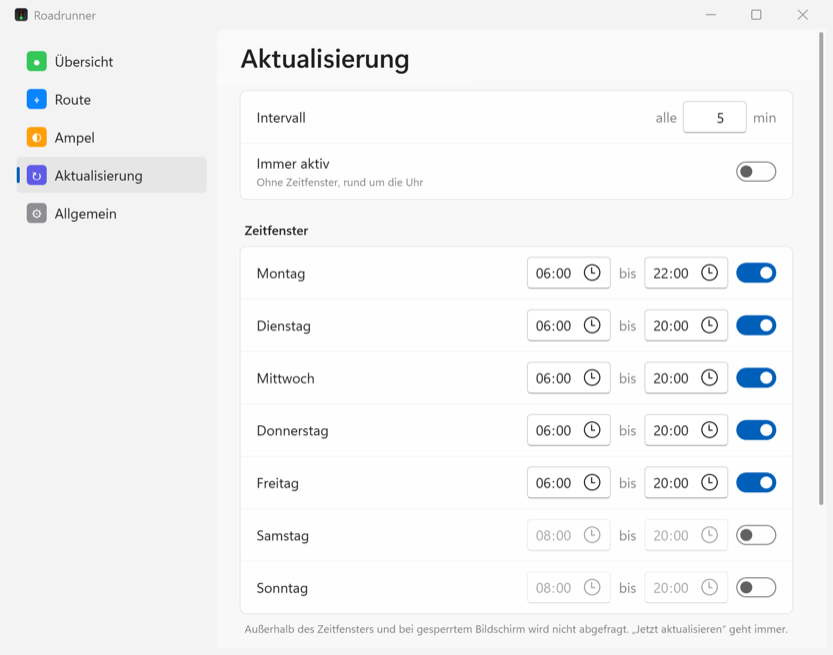 Roadrunner
Übersicht
Route
Ampel
Aktualisierung
Allgemein
Aktualisierung
Intervall alle 5 min
Immer aktiv
Ohne Zeitfenster, rund um die Uhr
Zeitfenster
Montag 06:00 bis 22:00
Dienstag 06:00 bis 20:00
Mittwoch 06:00 bis 20:00
Donnerstag 06:00 bis 20:00
Freitag 06:00 bis 20:00
Samstag 08:00 bis 20:00
Sonntag 08:00 bis 20:00
Außerhalb des Zeitfensters und bei gesperrtem Bildschirm wird nicht abgefragt. „Jetzt aktualisieren“ geht immer.